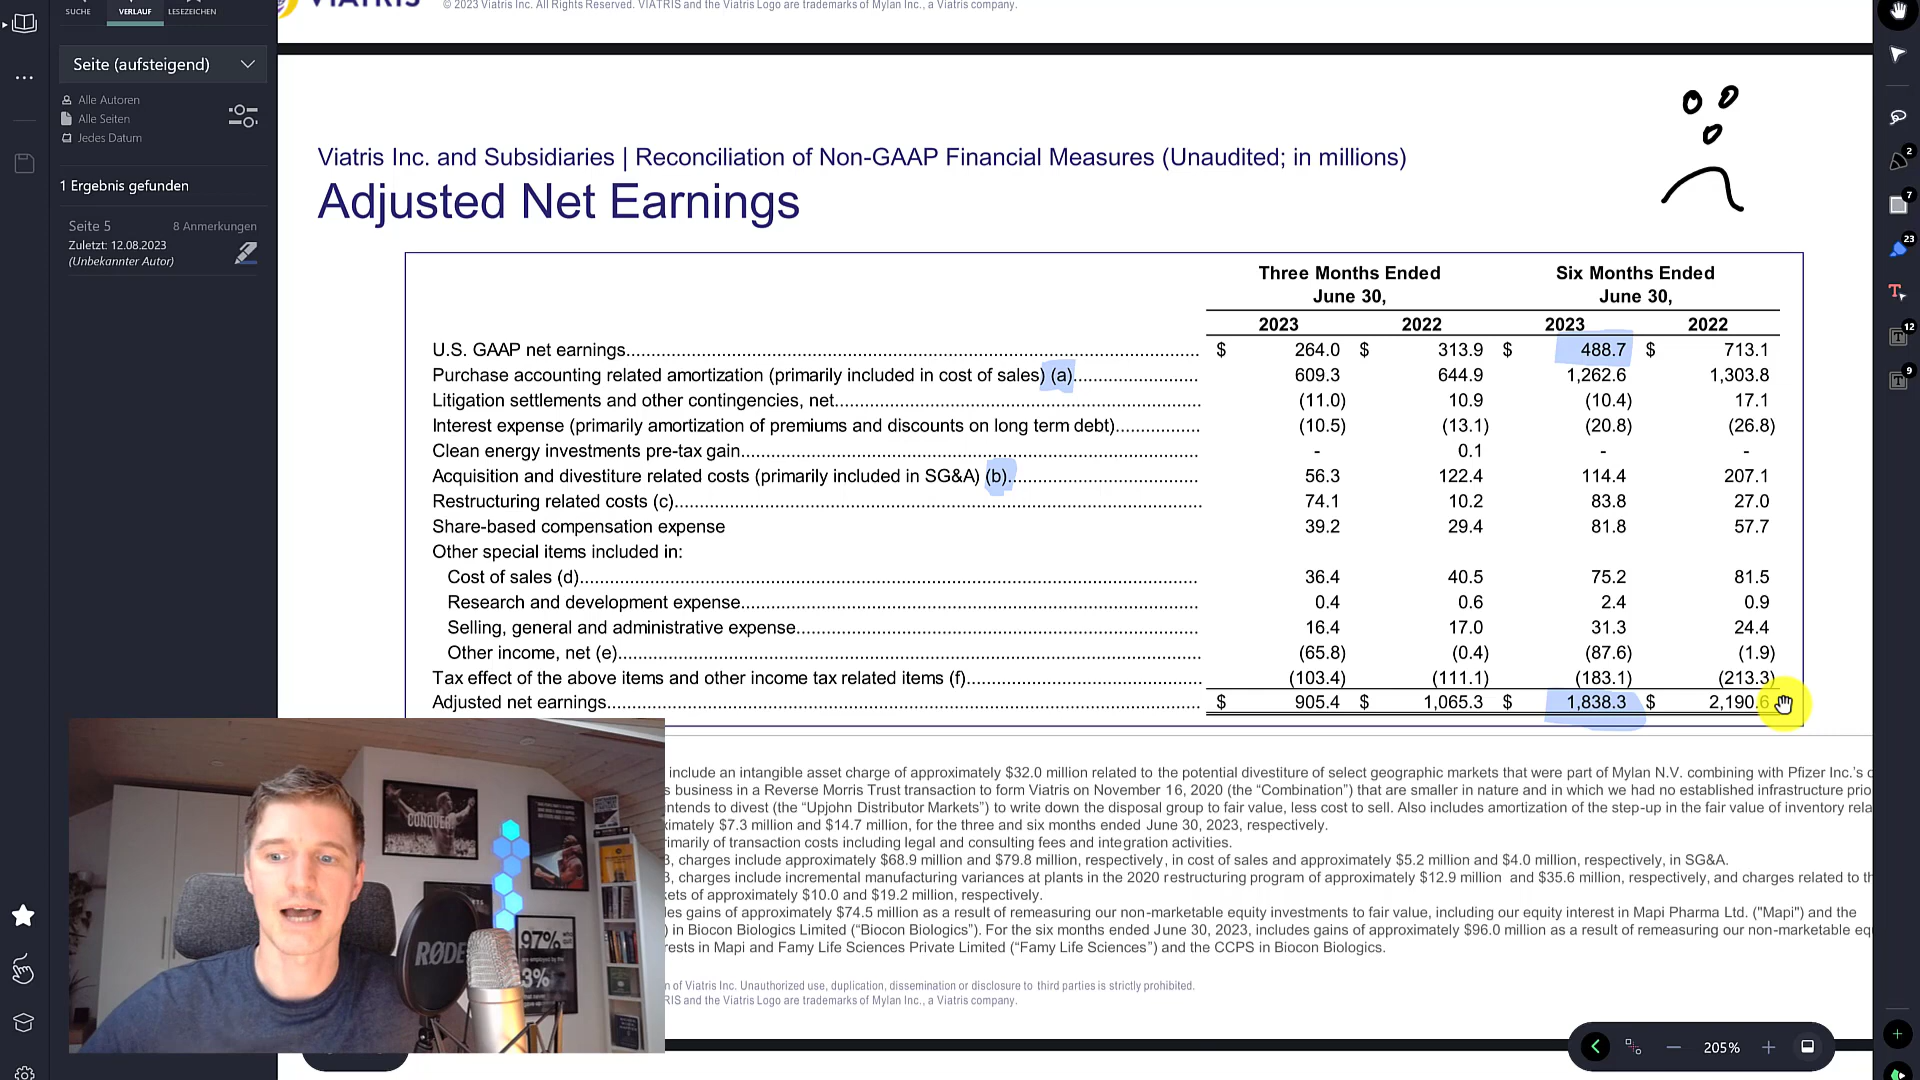 SUCHE VERLAUF LESEZEICHEN
Seite (aufsteigend)
Alle Autoren
Alle Seiten
Jedes Datum
1 Ergebnis gefunden
Seite 5 8 Anmerkungen
Zuletzt: 12.08.2023
(Unbekannter Autor)
VIATRIS © 2023 Viatris Inc. All Rights Reserved. VIATRIS and the Viatris Logo are trademarks of Mylan Inc., a Viatris company.
Viatris Inc. and Subsidiaries | Reconciliation of Non-GAAP Financial Measures (Unaudited; in millions)
Adjusted Net Earnings
Three Months Ended Six Months Ended
June 30, June 30,
2023 2022 2023 2022
U.S. GAAP net earnings $ 264.0 $ 313.9 $ 488.7 $ 713.1
Purchase accounting related amortization (primarily included in cost of sales) (a) 609.3 644.9 1,262.6 1,303.8
Litigation settlements and other contingencies, net (11.0) 10.9 (10.4) 17.1
Interest expense (primarily amortization of premiums and discounts on long term debt) (10.5) (13.1) (20.8) (26.8)
Clean energy investments pre-tax gain - 0.1 - -
Acquisition and divestiture related costs (primarily included in SG&A) (b) 56.3 122.4 114.4 207.1
Restructuring related costs (c) 74.1 10.2 83.8 27.0
Share-based compensation expense 39.2 29.4 81.8 57.7
Other special items included in:
Cost of sales (d) 36.4 40.5 75.2 81.5
Research and development expense 0.4 0.6 2.4 0.9
Selling, general and administrative expense 16.4 17.0 31.3 24.4
Other income, net (e) (65.8) (0.4) (87.6) (1.9)
Tax effect of the above items and other income tax related items (f) (103.4) (111.1) (183.1) (213.3)
Adjusted net earnings $ 905.4 $ 1,065.3 $ 1,838.3 $ 2,190.6
include an intangible asset charge of approximately $32.0 million related to the potential divestiture of select geographic markets that were part of Mylan N.V. combining with Pfizer Inc.'s
business in a Reverse Morris Trust transaction to form Viatris on November 16, 2020 (the “Combination”) that are smaller in nature and in which we had no established infrastructure
ntends to divest (the “Upjohn Distributor Markets”) to write down the disposal group to fair value, less cost to sell. Also includes amortization of the step-up in the fair value of inventory
imately $7.3 million and $14.7 million, for the three and six months ended June 30, 2023, respectively.
rimarily of transaction costs including legal and consulting fees and integration activities.
3, charges include approximately $68.9 million and $79.8 million, respectively, in cost of sales and approximately $5.2 million and $4.0 million, respectively, in SG&A.
3, charges include incremental manufacturing variances at plants in the 2020 restructuring program of approximately $12.9 million and $35.6 million, respectively, and charges related to
kets of approximately $10.0 and $19.2 million, respectively.
les gains of approximately $74.5 million as a result of remeasuring our non-marketable equity investments to fair value, including our equity interest in Mapi Pharma Ltd. ("Mapi") and the
) in Biocon Biologics Limited (“Biocon Biologics”). For the six months ended June 30, 2023, includes gains of approximately $96.0 million as a result of remeasuring our non-marketable
rests in Mapi and Famy Life Sciences Private Limited (“Famy Life Sciences”) and the CCPS in Biocon Biologics.
n of Viatris Inc. Unauthorized use, duplication, dissemination or disclosure to third parties is strictly prohibited.
RIS and the Viatris Logo are trademarks of Mylan Inc., a Viatris company.
CONQUER
RØDE
97%
3%
2
7
23
12
9
205%